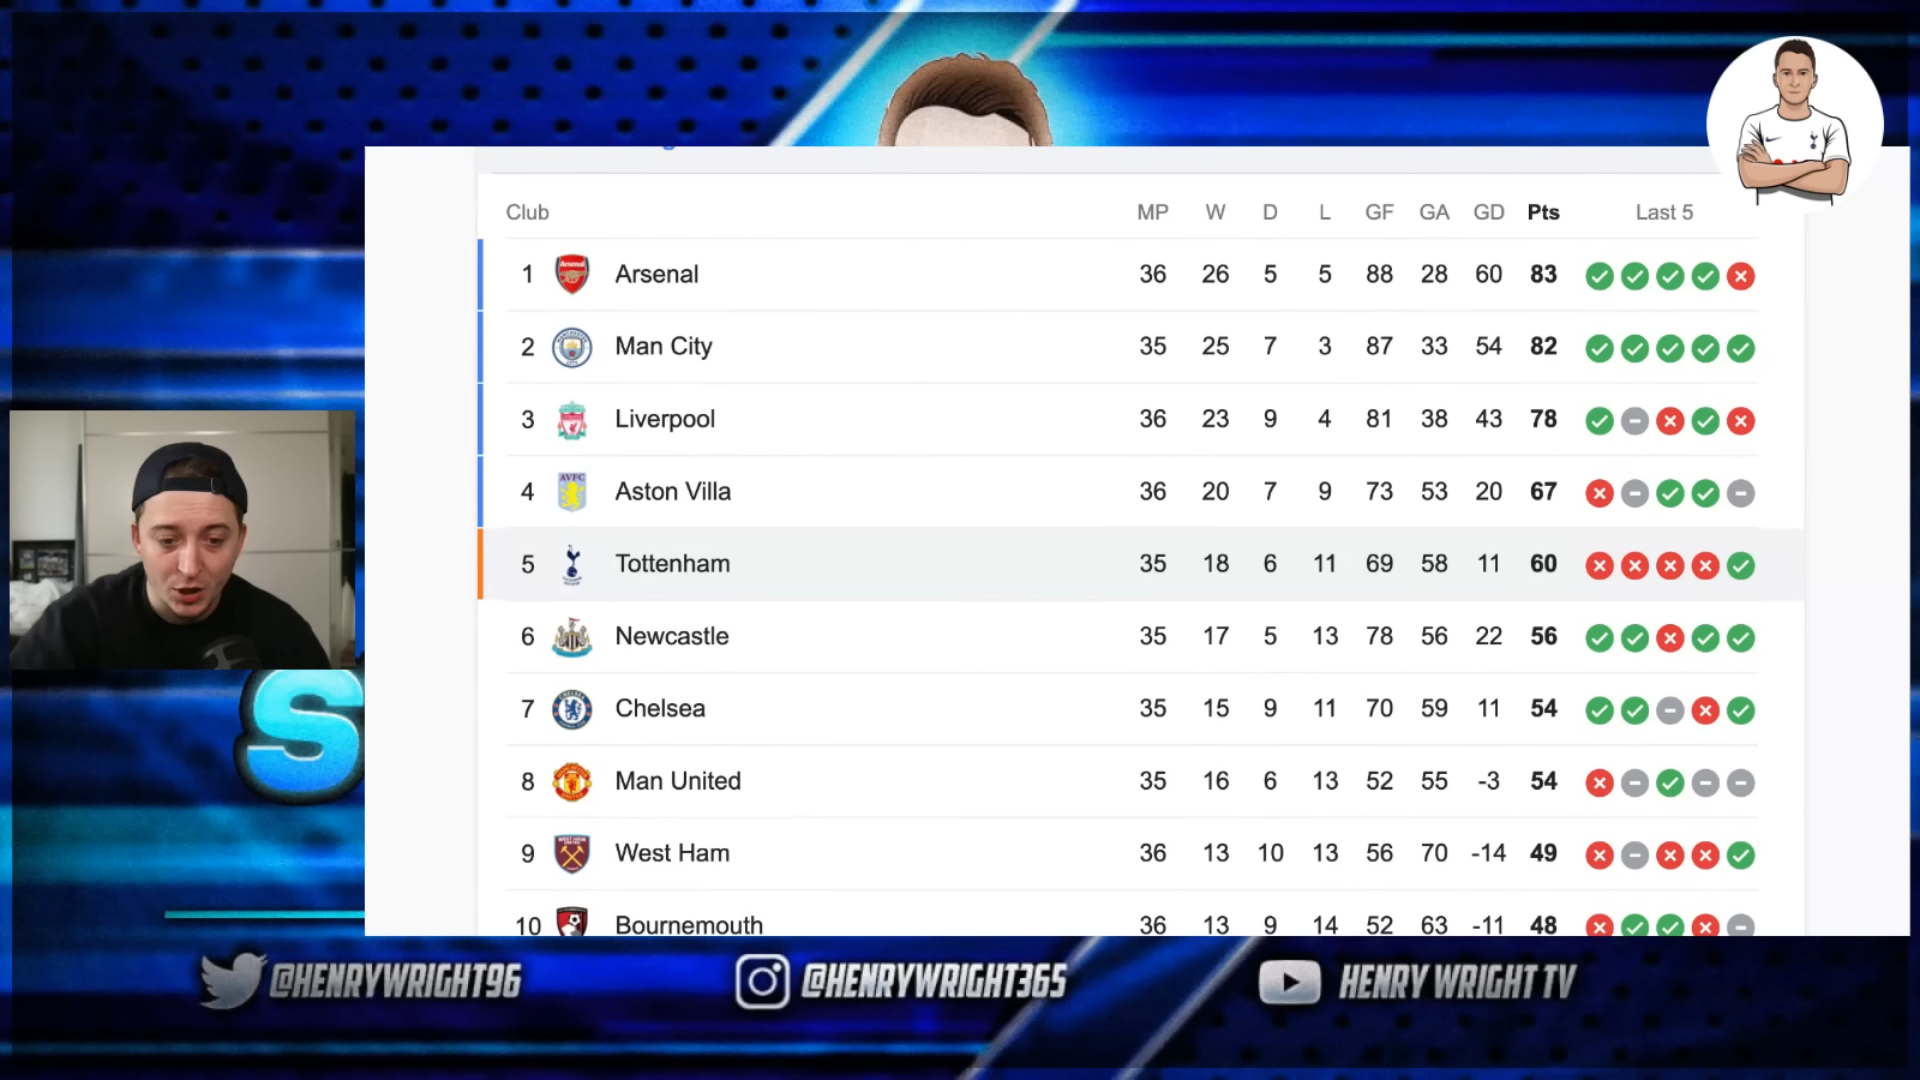 Club MP W D L GF GA GD Pts Last 5
1 Arsenal 36 26 5 5 88 28 60 83
2 Man City 35 25 7 3 87 33 54 82
3 Liverpool 36 23 9 4 81 38 43 78
4 AVFC Aston Villa 36 20 7 9 73 53 20 67
5 Tottenham 35 18 6 11 69 58 11 60
6 Newcastle 35 17 5 13 78 56 22 56
7 Chelsea 35 15 9 11 70 59 11 54
8 Man United 35 16 6 13 52 55 -3 54
9 West Ham 36 13 10 13 56 70 -14 49
10 Bournemouth 36 13 9 14 52 63 -11 48
S
@HENRYWRIGHT96 @HENRYWRIGHT365 HENRY WRIGHT TV